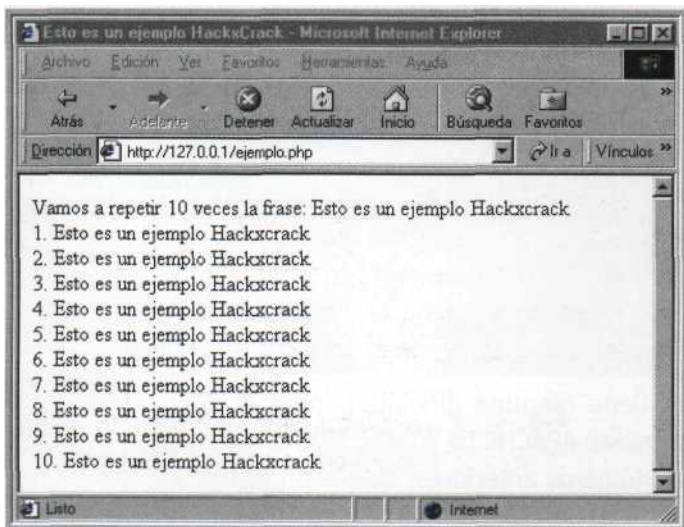 Esto es un ejemplo HackxCrack - Microsoft Internet Explorer
Archivo Edición Ver Favoritos Herramientas Ayuda
Atrás Adelante Detener Actualizar Inicio Búsqueda Favoritos »
Dirección http://127.0.0.1/ejemplo.php Ir a Vínculos »
Vamos a repetir 10 veces la frase: Esto es un ejemplo Hackxcrack
1. Esto es un ejemplo Hackxcrack
2. Esto es un ejemplo Hackxcrack
3. Esto es un ejemplo Hackxcrack
4. Esto es un ejemplo Hackxcrack
5. Esto es un ejemplo Hackxcrack
6. Esto es un ejemplo Hackxcrack
7. Esto es un ejemplo Hackxcrack
8. Esto es un ejemplo Hackxcrack
9. Esto es un ejemplo Hackxcrack
10. Esto es un ejemplo Hackxcrack
Listo Internet